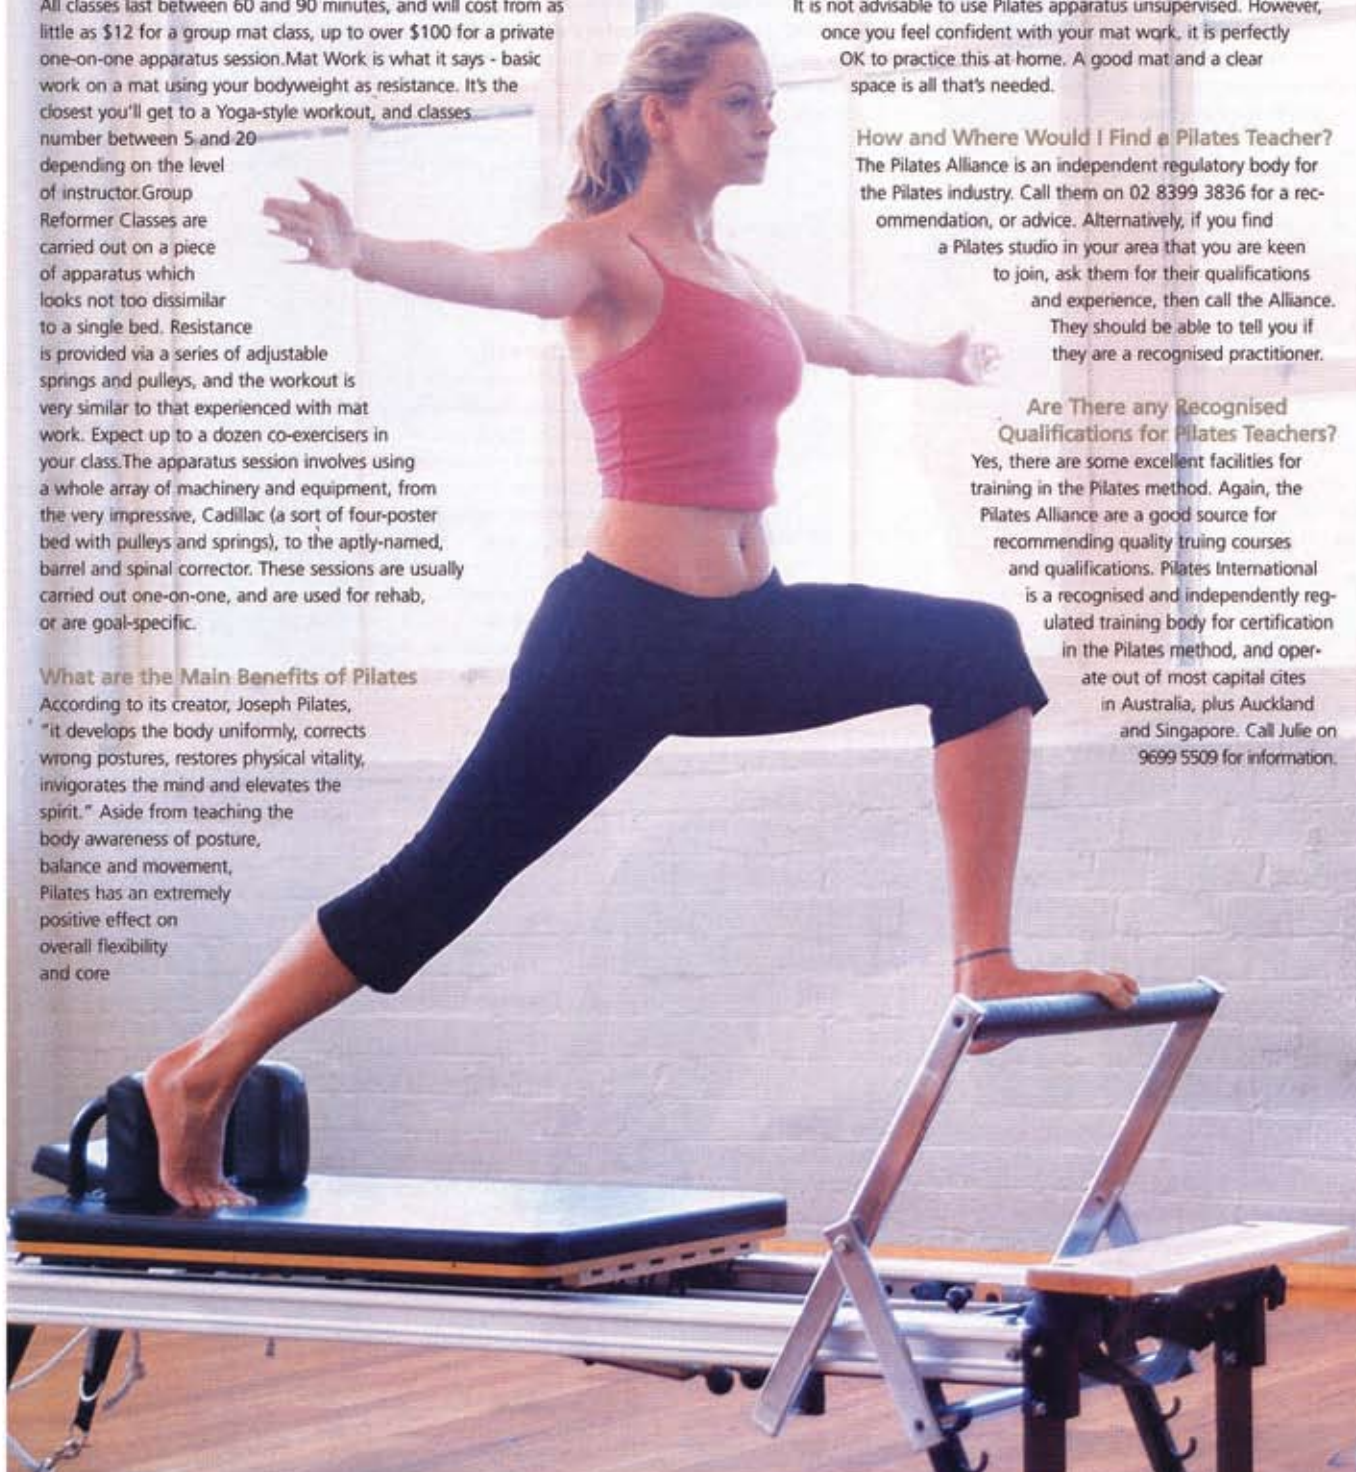 All classes last between 60 and 90 minutes, and will cost from as
little as $12 for a group mat class, up to over $100 for a private
one-on-one apparatus session.Mat Work is what it says - basic
work on a mat using your bodyweight as resistance. It's the
closest you'll get to a Yoga-style workout, and classes
number between 5 and 20
depending on the level
of instructor.Group
Reformer Classes are
carried out on a piece
of apparatus which
looks not too dissimilar
to a single bed. Resistance
is provided via a series of adjustable
springs and pulleys, and the workout is
very similar to that experienced with mat
work. Expect up to a dozen co-exercisers in
your class.The apparatus session involves using
a whole array of machinery and equipment, from
the very impressive, Cadillac (a sort of four-poster
bed with pulleys and springs), to the aptly-named,
barrel and spinal corrector. These sessions are usually
carried out one-on-one, and are used for rehab,
or are goal-specific.
What are the Main Benefits of Pilates
According to its creator, Joseph Pilates,
"it develops the body uniformly, corrects
wrong postures, restores physical vitality,
invigorates the mind and elevates the
spirit." Aside from teaching the
body awareness of posture,
balance and movement,
Pilates has an extremely
positive effect on
overall flexibility
and core
It is not advisable to use Pilates apparatus unsupervised. However,
once you feel confident with your mat work, it is perfectly
OK to practice this at home. A good mat and a clear
space is all that's needed.
How and Where Would I Find a Pilates Teacher?
The Pilates Alliance is an independent regulatory body for
the Pilates industry. Call them on 02 8399 3836 for a rec-
ommendation, or advice. Alternatively, if you find
a Pilates studio in your area that you are keen
to join, ask them for their qualifications
and experience, then call the Alliance.
They should be able to tell you if
they are a recognised practitioner.
Are There any Recognised
Qualifications for Pilates Teachers?
Yes, there are some excellent facilities for
training in the Pilates method. Again, the
Pilates Alliance are a good source for
recommending quality truing courses
and qualifications. Pilates International
is a recognised and independently reg-
ulated training body for certification
in the Pilates method, and oper-
ate out of most capital cites
in Australia, plus Auckland
and Singapore. Call Julie on
9699 5509 for information.